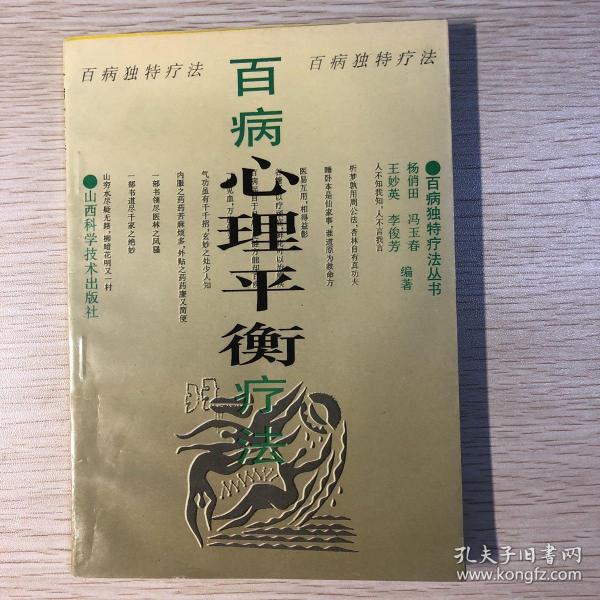 百病独特疗法
百病独特疗法
百病心理平衡疗法
●百病独特疗法丛书
杨俏田 冯玉春
王妙英 李俊芳 编著
人不知我知，人不言我言
析梦孰用周公法，杏林自有真功夫
睡卧本是仙家事，谁道原为救命方
医易互用，相得益彰
气功虽有千千招，玄妙之处少人知
内服之药药苦麻烦多，外贴之药药廉又简便
一部书领尽医林之风骚
一部书道尽千家之绝妙
山穷水尽疑无路，柳暗花明又一村
●山西科学技术出版社
孔夫子旧书网
www.kongfz.com